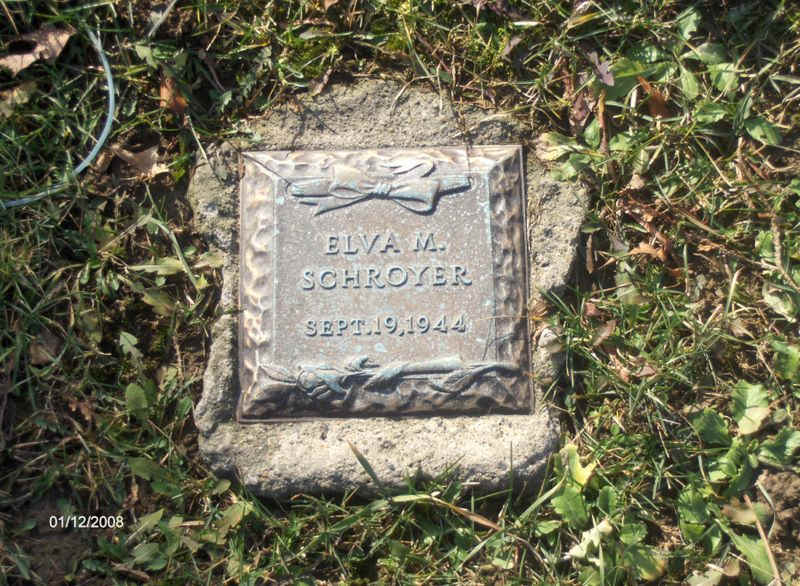 ELVA M.
SCHROYER
SEPT.19,1944
01/12/2008